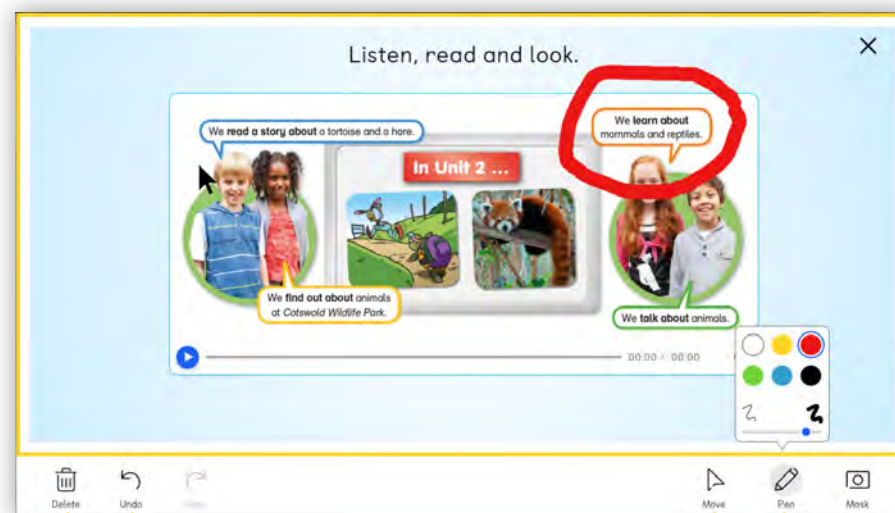 Listen, read and look.
We read a story about a tortoise and a hare.
In Unit 2 ...
We learn about
mammals and reptiles.
We find out about animals
at Cotswold Wildlife Park.
We talk about animals.
00:00 / 00:00
Delete
Undo
Move
Pen
Mask